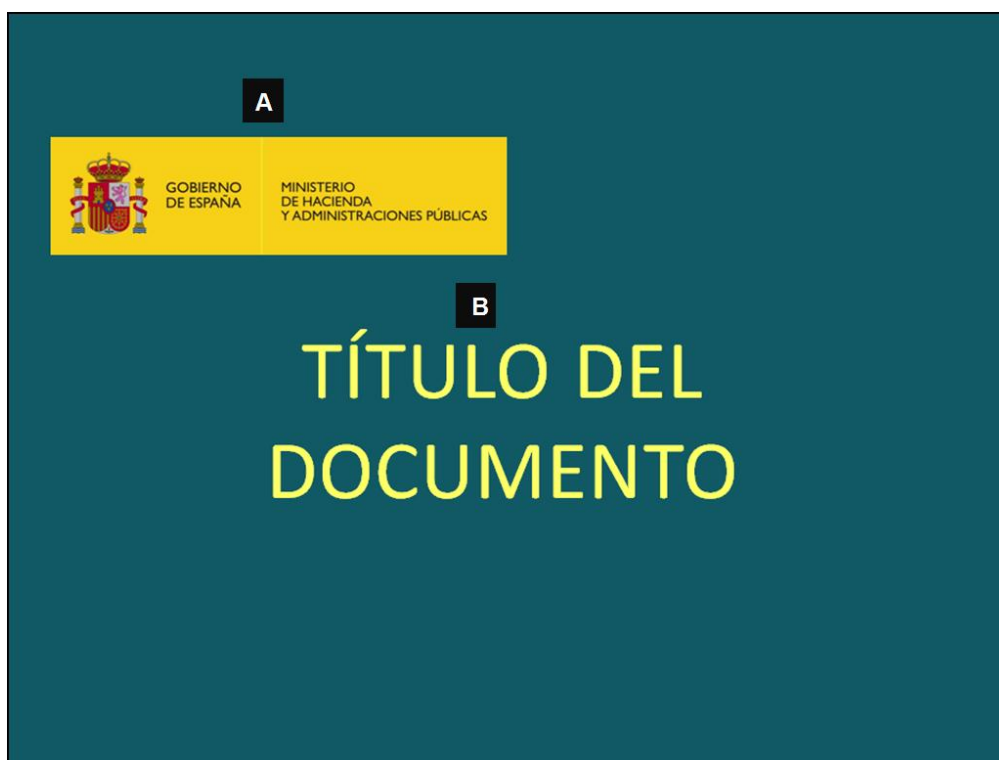 A
GOBIERNO
DE ESPAÑA
MINISTERIO
DE HACIENDA
Y ADMINISTRACIONES PÚBLICAS
B
TÍTULO DEL
DOCUMENTO